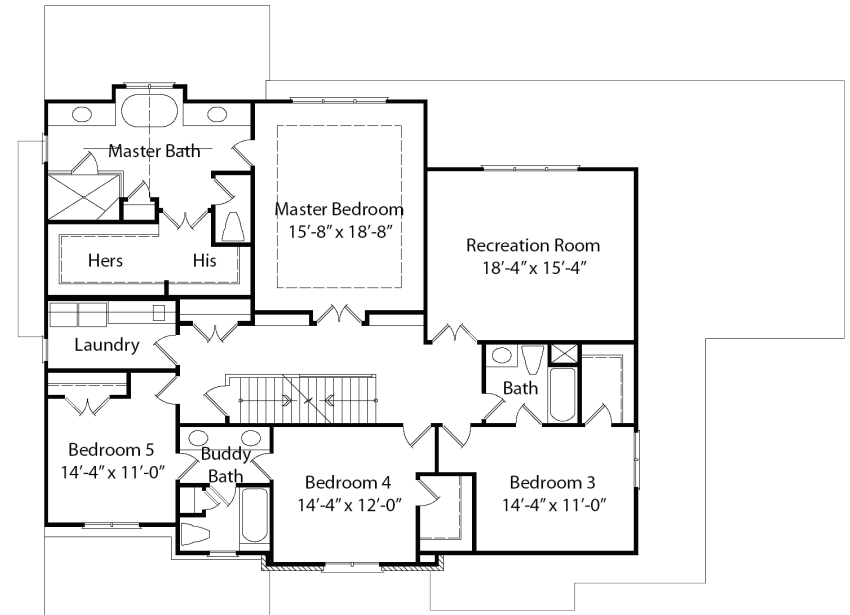 Master Bath
Master Bedroom
15'-8" x 18'-8"
Recreation Room
18'-4" x 15'-4"
Hers
His
Laundry
Bath
Bedroom 5
14'-4" x 11'-0"
Buddy
Bath
Bedroom 4
14'-4" x 12'-0"
Bedroom 3
14'-4" x 11'-0"